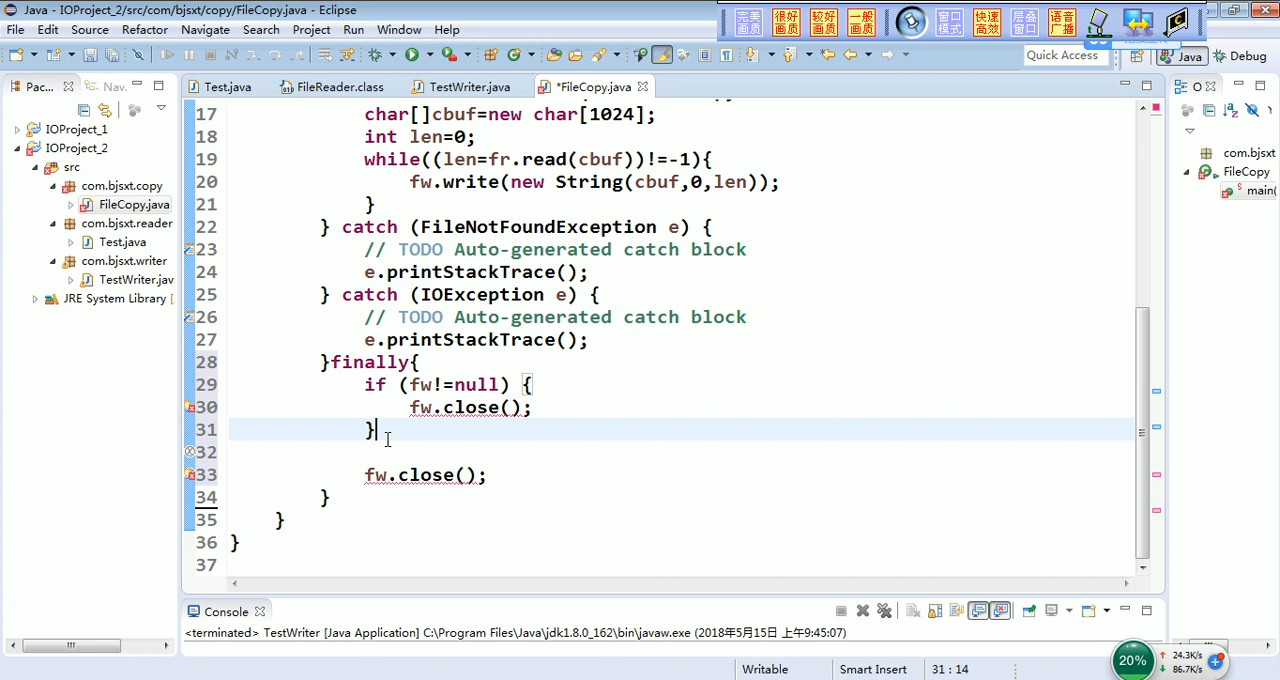 Java - IOProject_2/src/com/bjsxt/copy/FileCopy.java - Eclipse
完美画质 很好画质 较好画质 一般画质 窗口模式 快速高效 层叠窗口 语音广播
File Edit Source Refactor Navigate Search Project Run Window Help
Quick Access Java Debug
Pac... Nav. Test.java FileReader.class TestWriter.java *FileCopy.java O
17 char[]cbuf=new char[1024];
18 int len=0;
19 while((len=fr.read(cbuf))!=-1){
20 fw.write(new String(cbuf,0,len));
21 }
22 } catch (FileNotFoundException e) {
23 // TODO Auto-generated catch block
24 e.printStackTrace();
25 } catch (IOException e) {
26 // TODO Auto-generated catch block
27 e.printStackTrace();
28 }finally{
29 if (fw!=null) {
30 fw.close();
31 }
32
33 fw.close();
34 }
35 }
36 }
37
IOProject_1
IOProject_2
src
com.bjsxt.copy
FileCopy.java
com.bjsxt.reader
Test.java
com.bjsxt.writer
TestWriter.jav
JRE System Library [
com.bjsxt
FileCopy
main(
Console
<terminated> TestWriter [Java Application] C:\Program Files\Java\jdk1.8.0_162\bin\javaw.exe (2018年5月15日 上午9:45:07)
Writable Smart Insert 31 : 14
20% 24.3K/s
86.7K/s